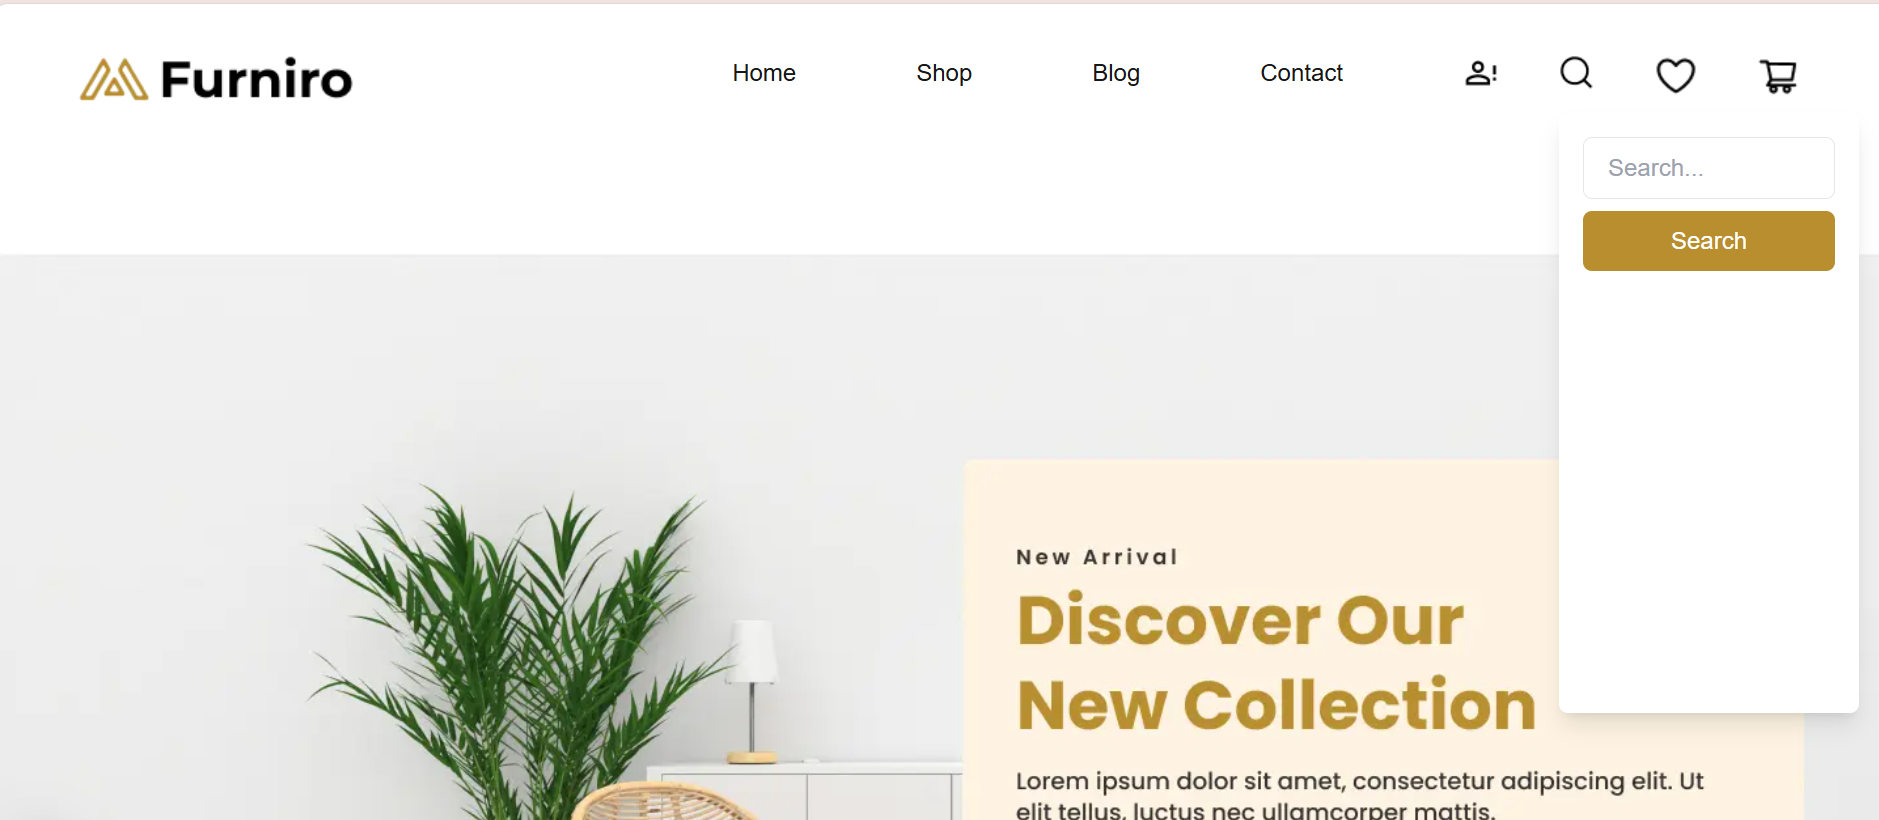 Furniro
Home
Shop
Blog
Contact
Search...
Search
New Arrival
Discover Our
New Collection
Lorem ipsum dolor sit amet, consectetur adipiscing elit. Ut
elit tellus, luctus nec ullamcorper mattis.